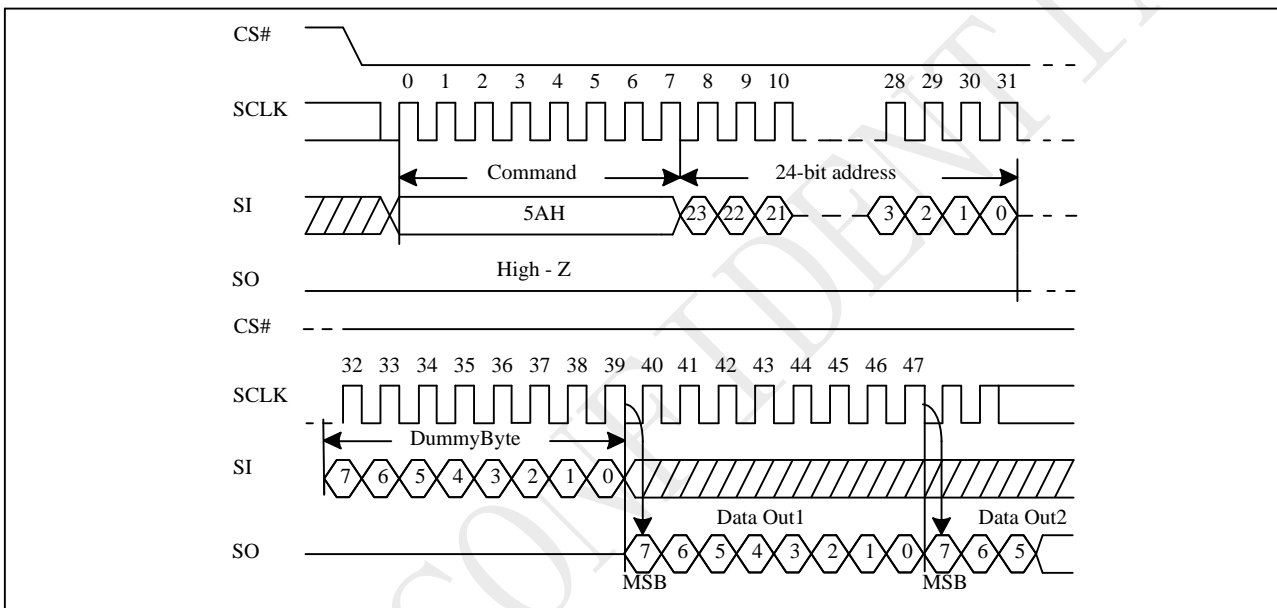 CS#
0 1 2 3 4 5 6 7 8 9 10 28 29 30 31
SCLK
Command 24-bit address
SI 5AH 23 22 21 3 2 1 0
High - Z
SO
CS#
32 33 34 35 36 37 38 39 40 41 42 43 44 45 46 47
SCLK
DummyByte
SI 7 6 5 4 3 2 1 0
Data Out1 Data Out2
SO 7 6 5 4 3 2 1 0 7 6 5
MSB MSB
CONFIDENTIA